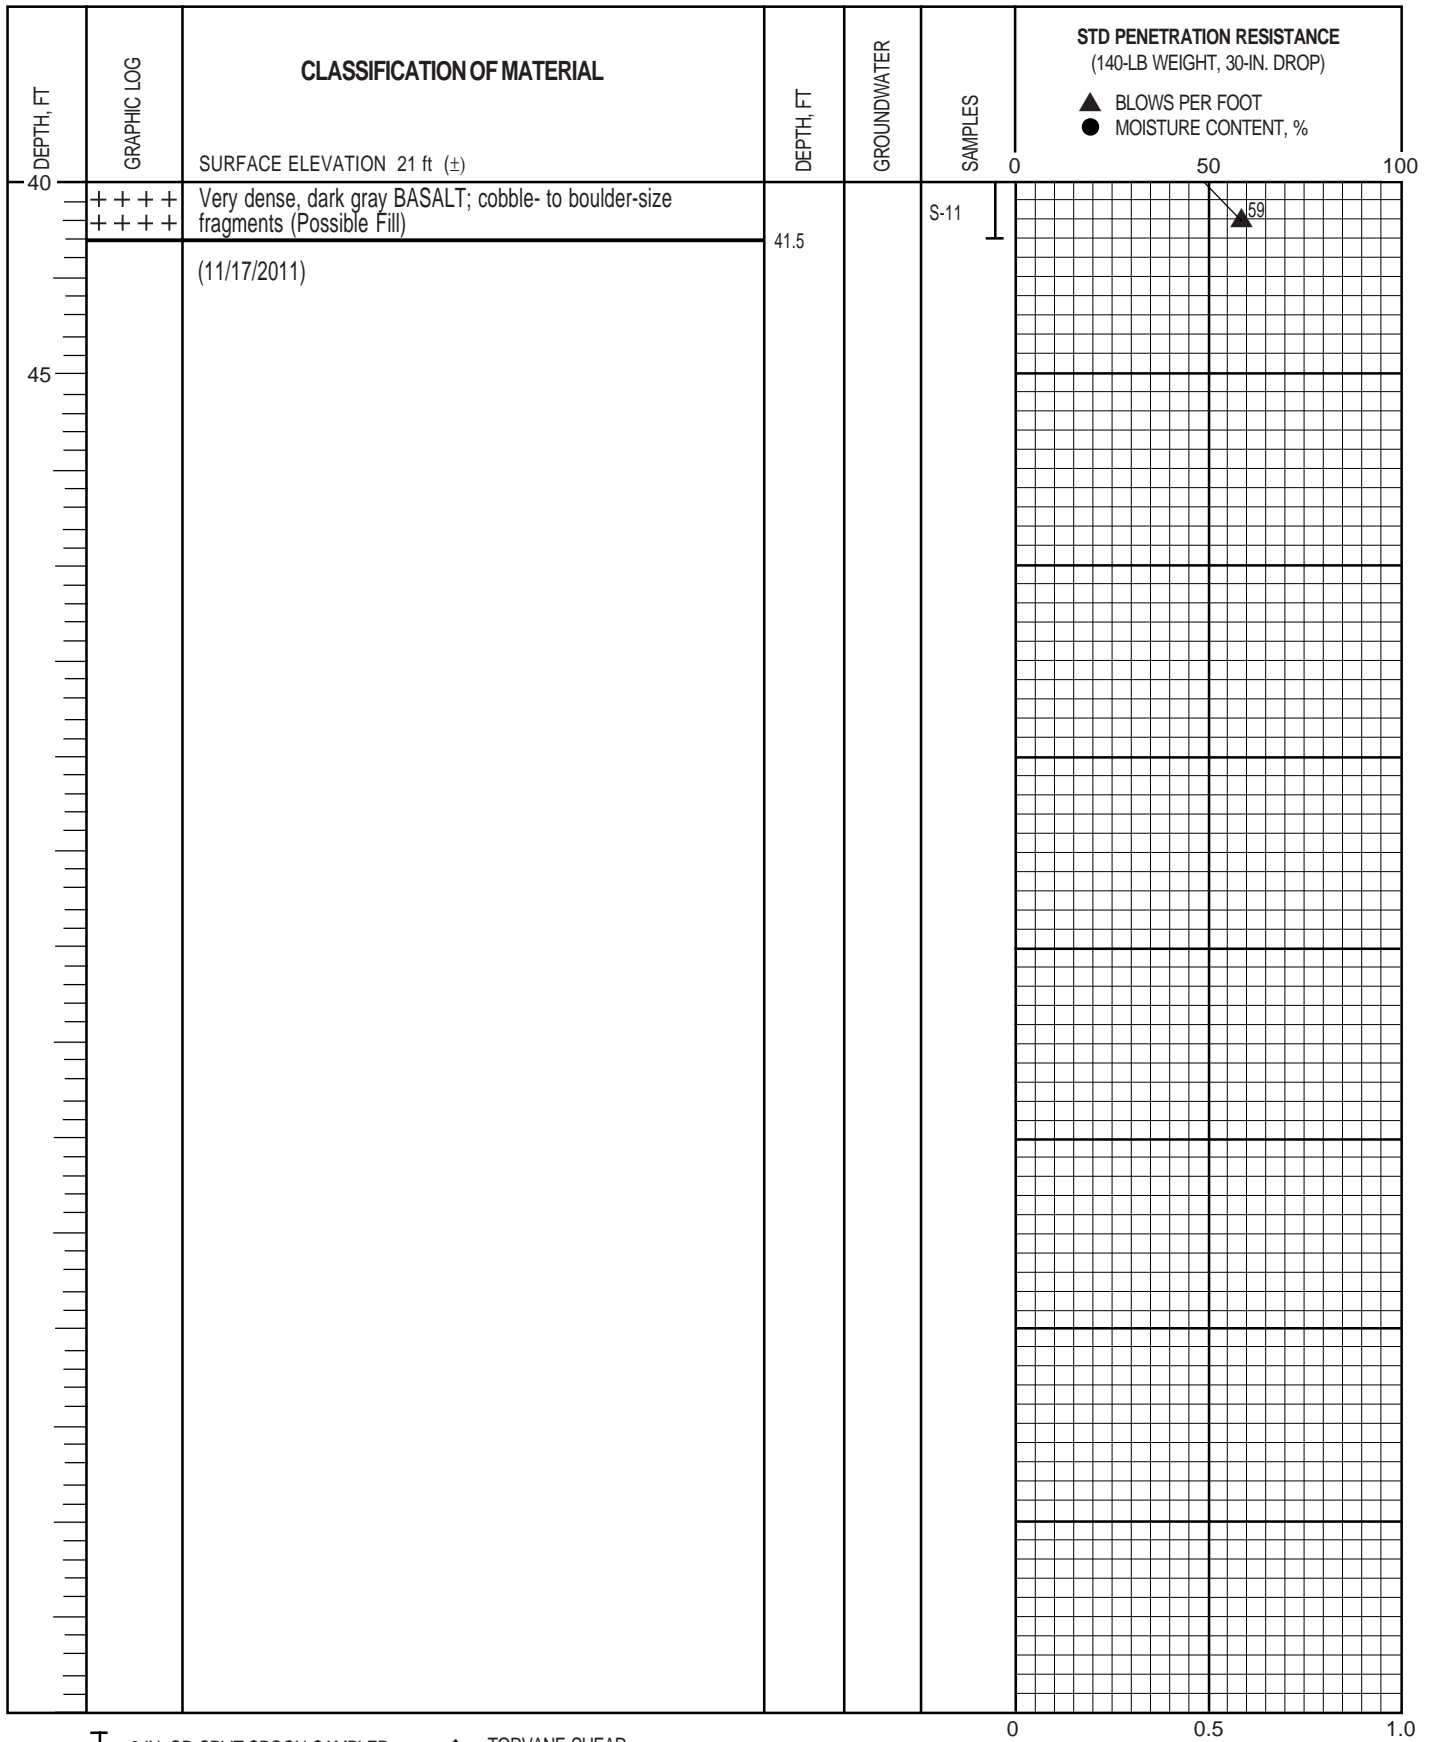 DEPTH, FT
GRAPHIC LOG
CLASSIFICATION OF MATERIAL
SURFACE ELEVATION 21 ft (±)
DEPTH, FT
GROUNDWATER
SAMPLES
STD PENETRATION RESISTANCE
(140-LB WEIGHT, 30-IN. DROP)
▲ BLOWS PER FOOT
● MOISTURE CONTENT, %
0 50 100
40
Very dense, dark gray BASALT; cobble- to boulder-size
fragments (Possible Fill)
S-11
59
41.5
(11/17/2011)
45
0 0.5 1.0